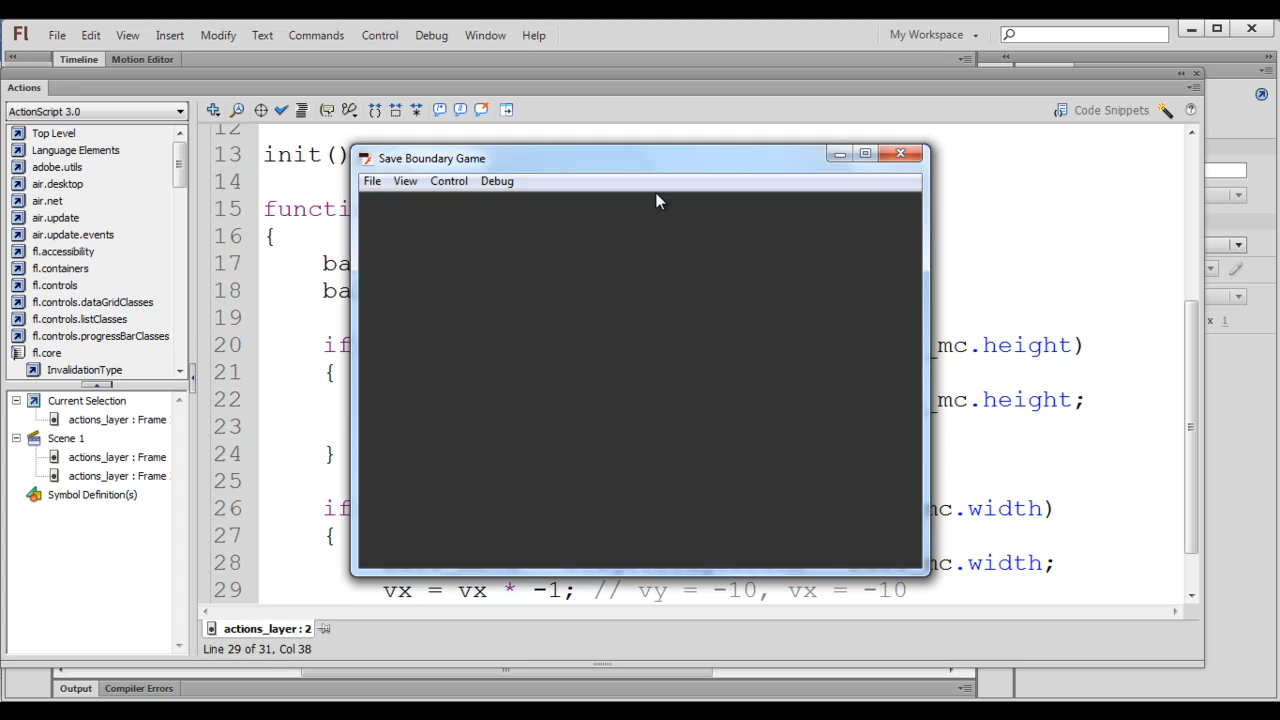 Fl File Edit View Insert Modify Text Commands Control Debug Window Help My Workspace
Timeline Motion Editor
Actions
ActionScript 3.0
Code Snippets
Top Level
Language Elements
adobe.utils
air.desktop
air.net
air.update
air.update.events
fl.accessibility
fl.containers
fl.controls
fl.controls.dataGridClasses
fl.controls.listClasses
fl.controls.progressBarClasses
fl.core
InvalidationType
Current Selection
actions_layer : Frame
Scene 1
actions_layer : Frame
actions_layer : Frame
Symbol Definition(s)
12
13 init()
14
15 functi
16 {
17 ba
18 ba
19
20 if _mc.height)
21 {
22 _mc.height;
23
24 }
25
26 if mc.width)
27 {
28 mc.width;
29 vx = vx * -1; // vy = -10, vx = -10
Save Boundary Game
File View Control Debug
x 1
actions_layer : 2
Line 29 of 31, Col 38
Output Compiler Errors